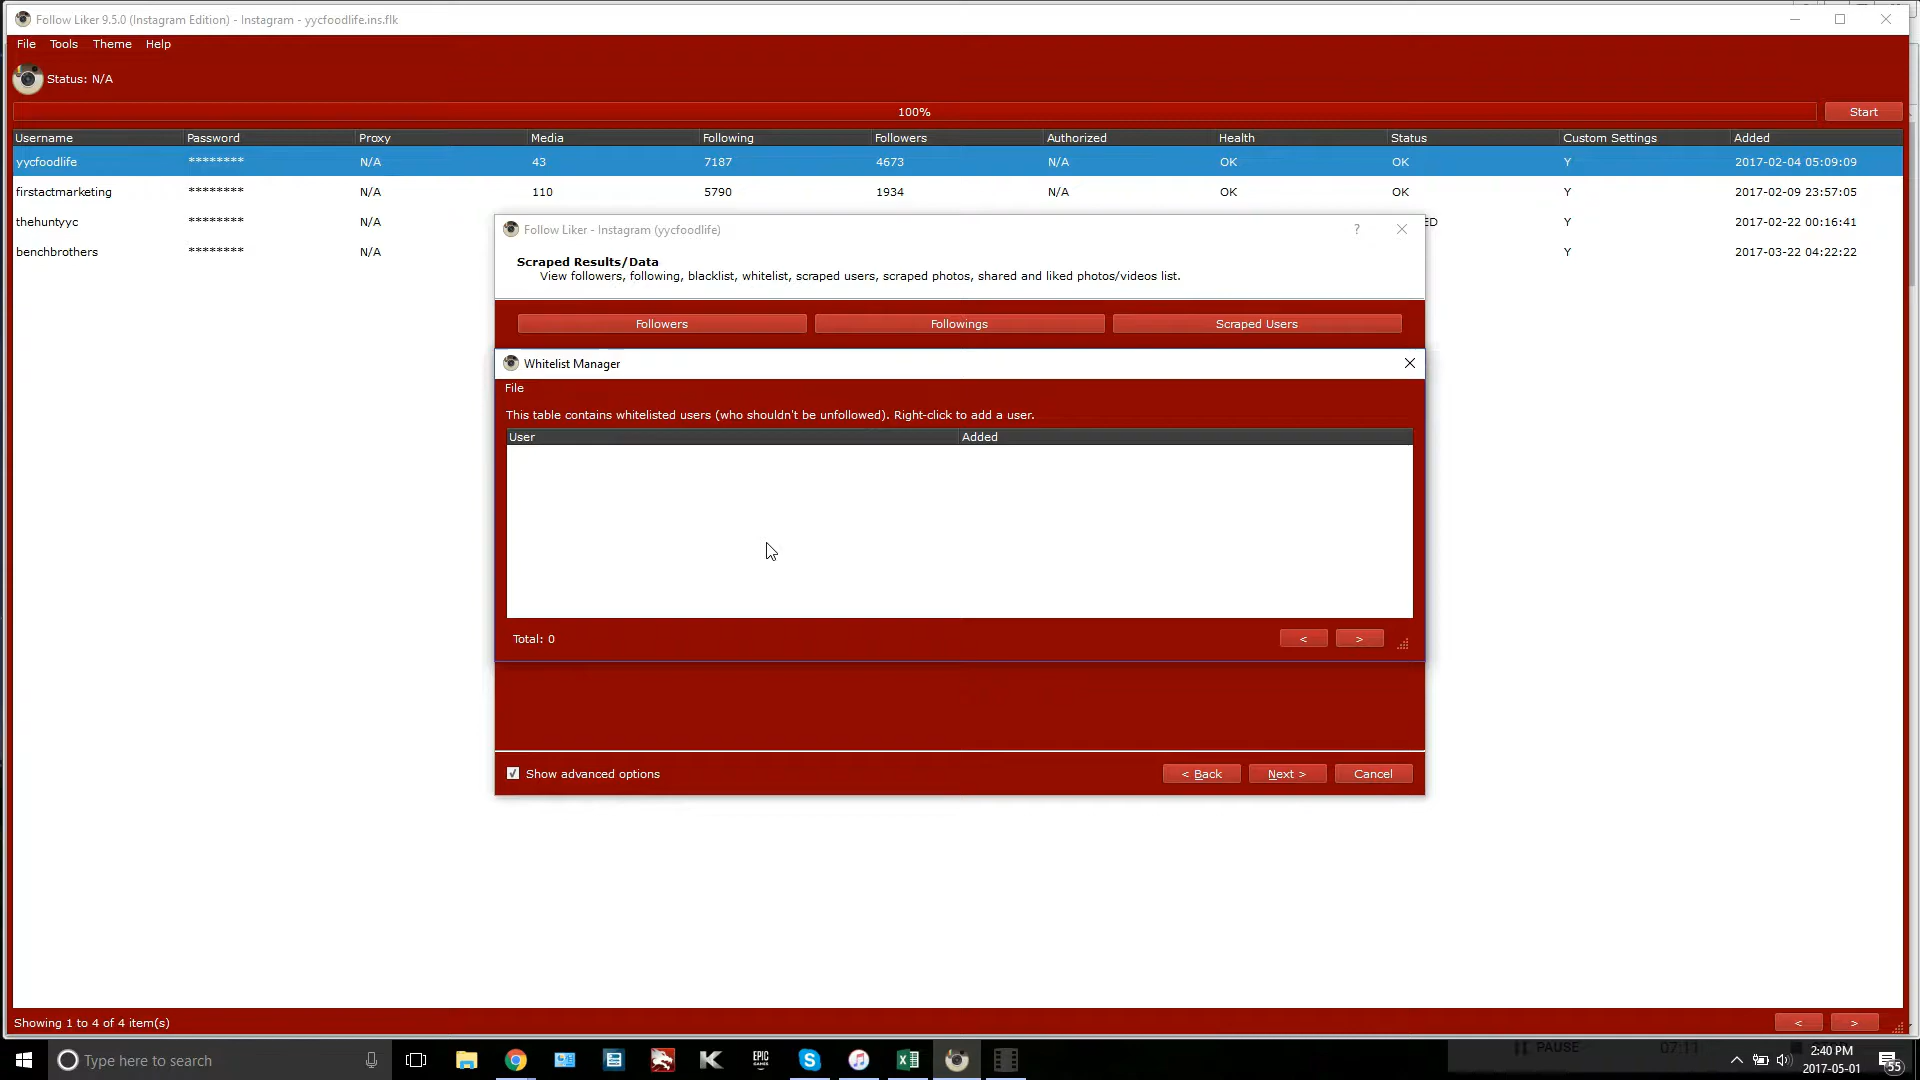 Follow Liker 9.5.0 (Instagram Edition) - Instagram - yycfoodlife.ins.flk
File Tools Theme Help
Status: N/A
100% Start
Username Password Proxy Media Following Followers Authorized Health Status Custom Settings Added
yycfoodlife ******** N/A 43 7187 4673 N/A OK OK Y 2017-02-04 05:09:09
firstactmarketing ******** N/A 110 5790 1934 N/A OK OK Y 2017-02-09 23:57:05
thehuntyyc ******** N/A ED Y 2017-02-22 00:16:41
benchbrothers ******** N/A Y 2017-03-22 04:22:22
Follow Liker - Instagram (yycfoodlife) ?
Scraped Results/Data
View followers, following, blacklist, whitelist, scraped users, scraped photos, shared and liked photos/videos list.
Followers Followings Scraped Users
Whitelist Manager
File
This table contains whitelisted users (who shouldn't be unfollowed). Right-click to add a user.
User Added
Total: 0 < >
Show advanced options < Back Next > Cancel
Showing 1 to 4 of 4 item(s) < >
Type here to search
K
EPIC GAMES
PAUSE 07:11
2:40 PM
2017-05-01
55